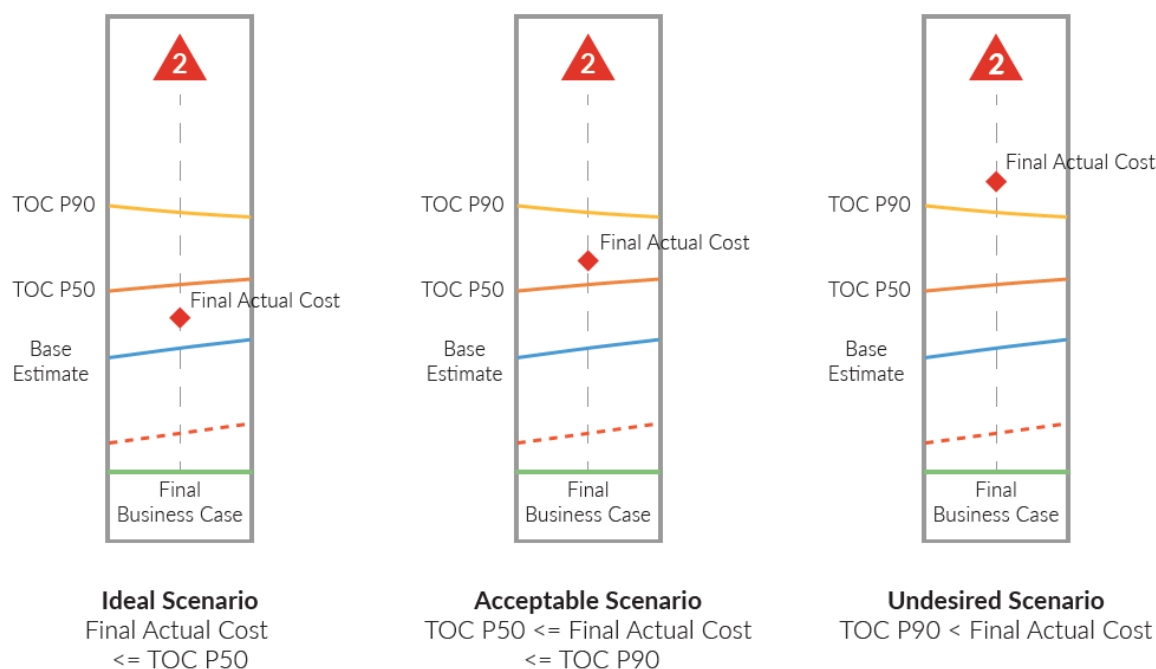 2
TOC P90
TOC P50
Final Actual Cost
Base
Estimate
Final
Business Case
Ideal Scenario
Final Actual Cost
<= TOC P50
2
TOC P90
Final Actual Cost
TOC P50
Base
Estimate
Final
Business Case
Acceptable Scenario
TOC P50 <= Final Actual Cost
<= TOC P90
2
Final Actual Cost
TOC P90
TOC P50
Base
Estimate
Final
Business Case
Undesired Scenario
TOC P90 < Final Actual Cost